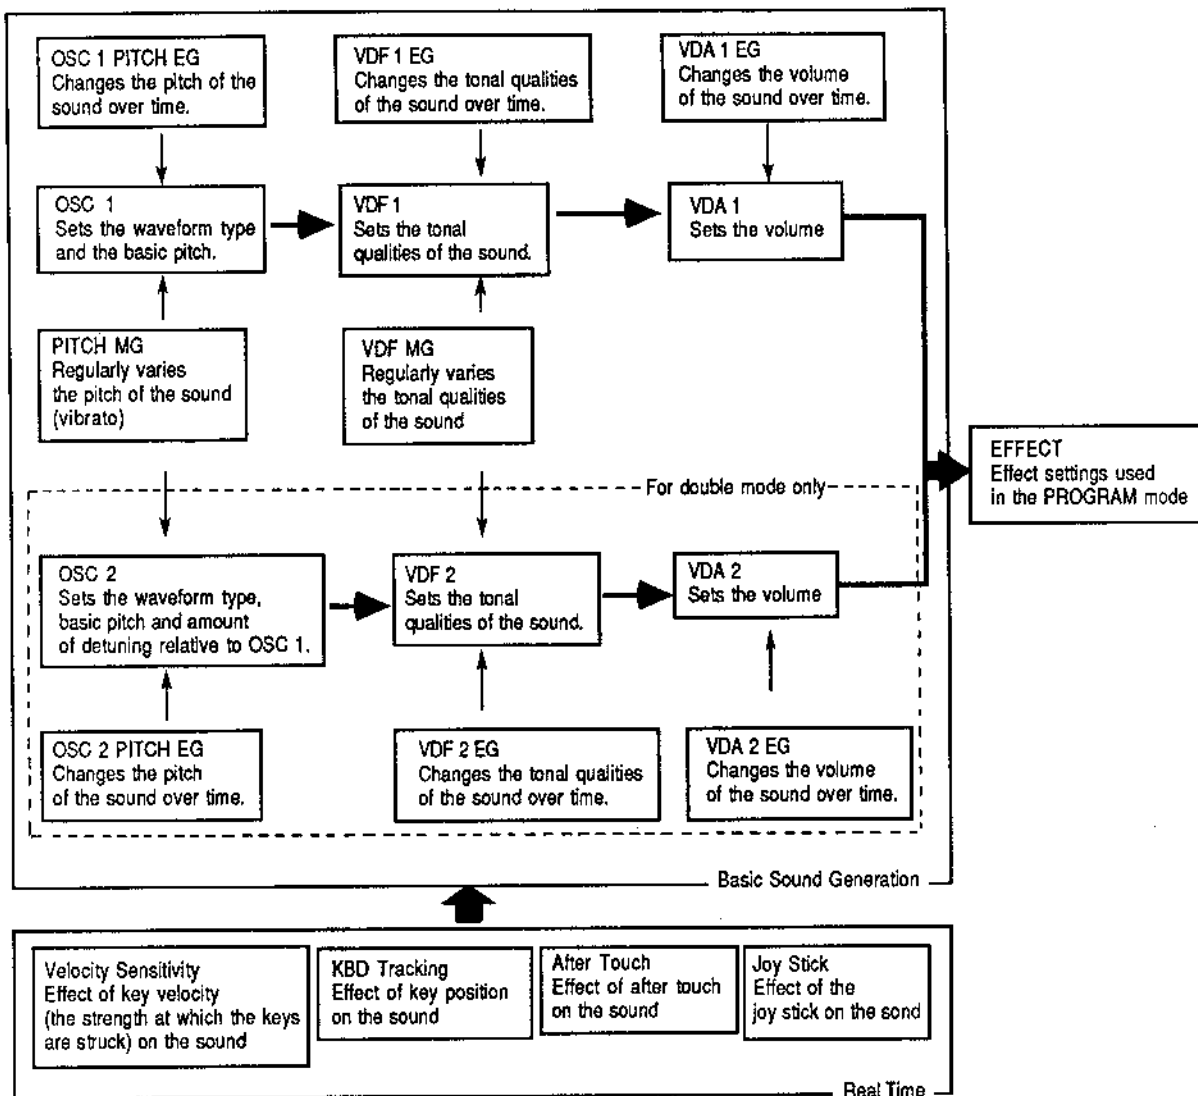 OSC 1 PITCH EG
Changes the pitch of the
sound over time.
VDF 1 EG
Changes the tonal qualities
of the sound over time.
VDA 1 EG
Changes the volume
of the sound over time.
OSC 1
Sets the waveform type
and the basic pitch.
VDF 1
Sets the tonal
qualities of the sound.
VDA 1
Sets the volume
PITCH MG
Regularly varies
the pitch of the sound
(vibrato)
VDF MG
Regularly varies
the tonal qualities
of the sound
EFFECT
Effect settings used
in the PROGRAM mode
For double mode only
OSC 2
Sets the waveform type,
basic pitch and amount
of detuning relative to OSC 1.
VDF 2
Sets the tonal
qualities of the sound.
VDA 2
Sets the volume
OSC 2 PITCH EG
Changes the pitch
of the sound over time.
VDF 2 EG
Changes the tonal qualities
of the sound over time.
VDA 2 EG
Changes the volume
of the sound over time.
Basic Sound Generation
Velocity Sensitivity
Effect of key velocity
(the strength at which the keys
are struck) on the sound
KBD Tracking
Effect of key position
on the sound
After Touch
Effect of after touch
on the sound
Joy Stick
Effect of the
joy stick on the sond
Real Time